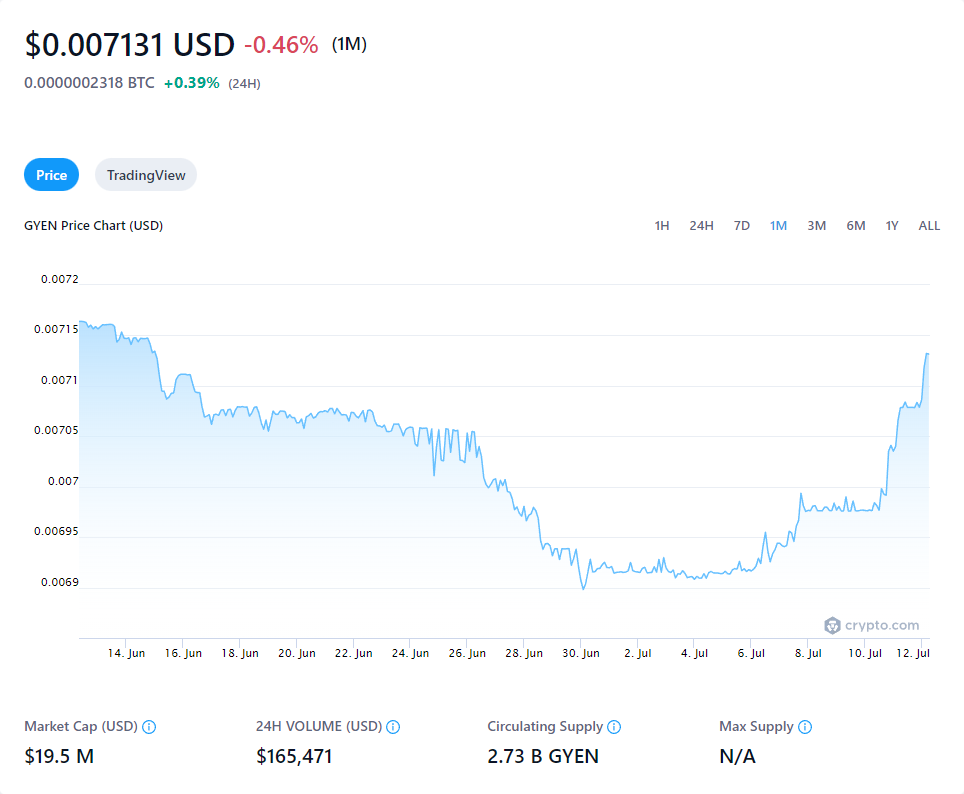 $0.007131 USD -0.46% (1M)
0.0000002318 BTC +0.39% (24H)
Price TradingView
GYEN Price Chart (USD) 1H 24H 7D 1M 3M 6M 1Y ALL
0.0072
0.00715
0.0071
0.00705
0.007
0.00695
0.0069
crypto.com
14. Jun 16. Jun 18. Jun 20. Jun 22. Jun 24. Jun 26. Jun 28. Jun 30. Jun 2. Jul 4. Jul 6. Jul 8. Jul 10. Jul 12. Jul
Market Cap (USD) 24H VOLUME (USD) Circulating Supply Max Supply
$19.5 M $165,471 2.73 B GYEN N/A